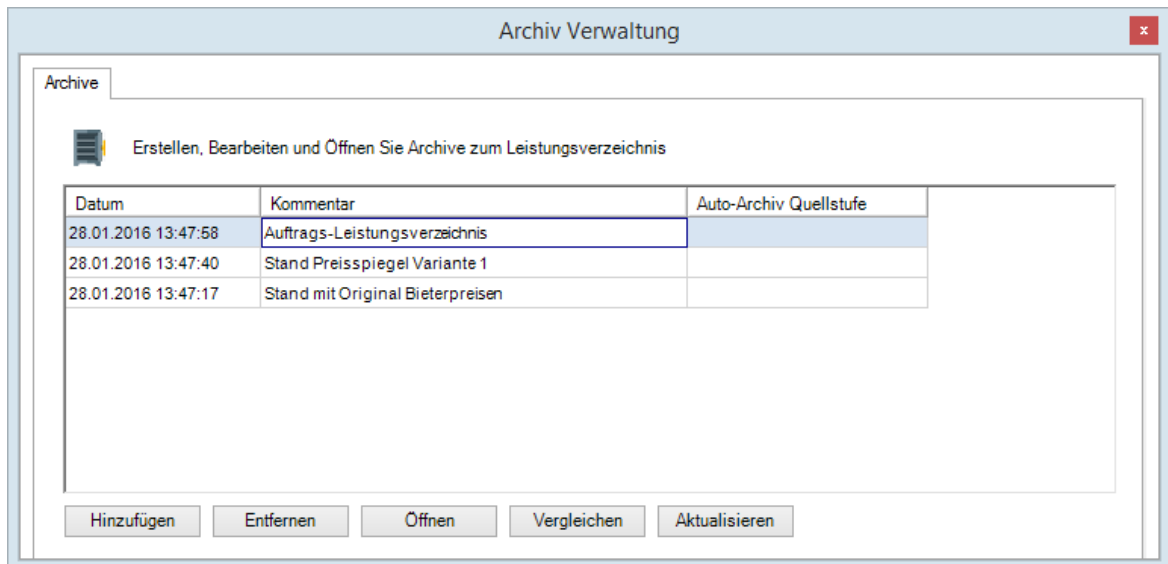 Archiv Verwaltung
x
Archive
Erstellen, Bearbeiten und Öffnen Sie Archive zum Leistungsverzeichnis
Datum Kommentar Auto-Archiv Quellstufe
28.01.2016 13:47:58 Auftrags-Leistungsverzeichnis
28.01.2016 13:47:40 Stand Preisspiegel Variante 1
28.01.2016 13:47:17 Stand mit Original Bieterpreisen
Hinzufügen Entfernen Öffnen Vergleichen Aktualisieren